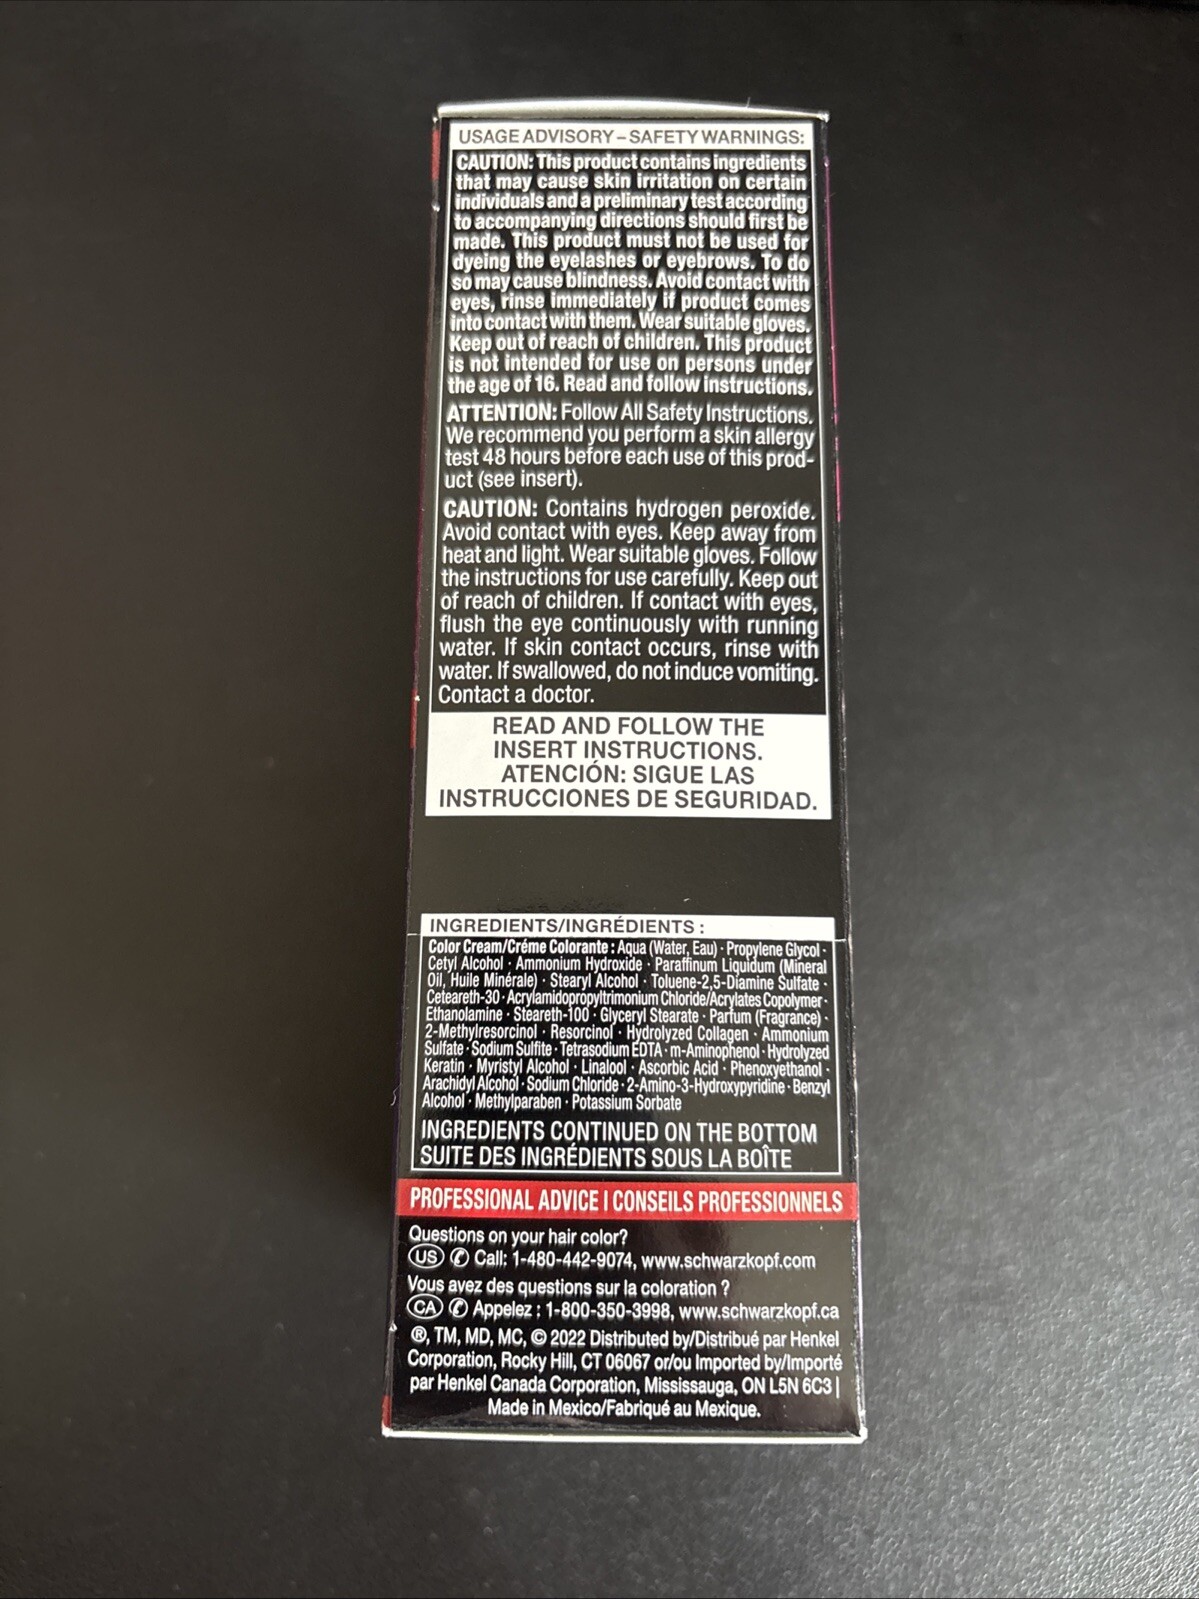 USAGE ADVISORY – SAFETY WARNINGS:
CAUTION: This product contains ingredients
that may cause skin irritation on certain
individuals and a preliminary test according
to accompanying directions should first be
made. This product must not be used for
dyeing the eyelashes or eyebrows. To do
so may cause blindness. Avoid contact with
eyes, rinse immediately if product comes
into contact with them. Wear suitable gloves.
Keep out of reach of children. This product
is not intended for use on persons under
the age of 16. Read and follow instructions.
ATTENTION: Follow All Safety Instructions.
We recommend you perform a skin allergy
test 48 hours before each use of this prod-
uct (see insert).
CAUTION: Contains hydrogen peroxide.
Avoid contact with eyes. Keep away from
heat and light. Wear suitable gloves. Follow
the instructions for use carefully. Keep out
of reach of children. If contact with eyes,
flush the eye continuously with running
water. If skin contact occurs, rinse with
water. If swallowed, do not induce vomiting.
Contact a doctor.
READ AND FOLLOW THE
INSERT INSTRUCTIONS.
ATENCIÓN: SIGUE LAS
INSTRUCCIONES DE SEGURIDAD.
INGREDIENTS/INGRÉDIENTS :
Color Cream/Créme Colorante : Aqua (Water, Eau) · Propylene Glycol ·
Cetyl Alcohol · Ammonium Hydroxide · Paraffinum Liquidum (Mineral
Oil, Huile Minérale) · Stearyl Alcohol · Toluene-2,5-Diamine Sulfate ·
Ceteareth-30 · Acrylamidopropyltrimonium Chloride/Acrylates Copolymer ·
Ethanolamine · Steareth-100 · Glyceryl Stearate · Parfum (Fragrance) ·
2-Methylresorcinol · Resorcinol · Hydrolyzed Collagen · Ammonium
Sulfate · Sodium Sulfite · Tetrasodium EDTA · m-Aminophenol · Hydrolyzed
Keratin · Myristyl Alcohol · Linalool · Ascorbic Acid · Phenoxyethanol ·
Arachidyl Alcohol · Sodium Chloride · 2-Amino-3-Hydroxypyridine · Benzyl
Alcohol · Methylparaben · Potassium Sorbate
INGREDIENTS CONTINUED ON THE BOTTOM
SUITE DES INGRÉDIENTS SOUS LA BOÎTE
PROFESSIONAL ADVICE | CONSEILS PROFESSIONNELS
Questions on your hair color?
US ✆ Call: 1-480-442-9074, www.schwarzkopf.com
Vous avez des questions sur la coloration ?
CA ✆ Appelez : 1-800-350-3998, www.schwarzkopf.ca
®, TM, MD, MC, © 2022 Distributed by/Distribué par Henkel
Corporation, Rocky Hill, CT 06067 or/ou Imported by/Importé
par Henkel Canada Corporation, Mississauga, ON L5N 6C3 |
Made in Mexico/Fabriqué au Mexique.